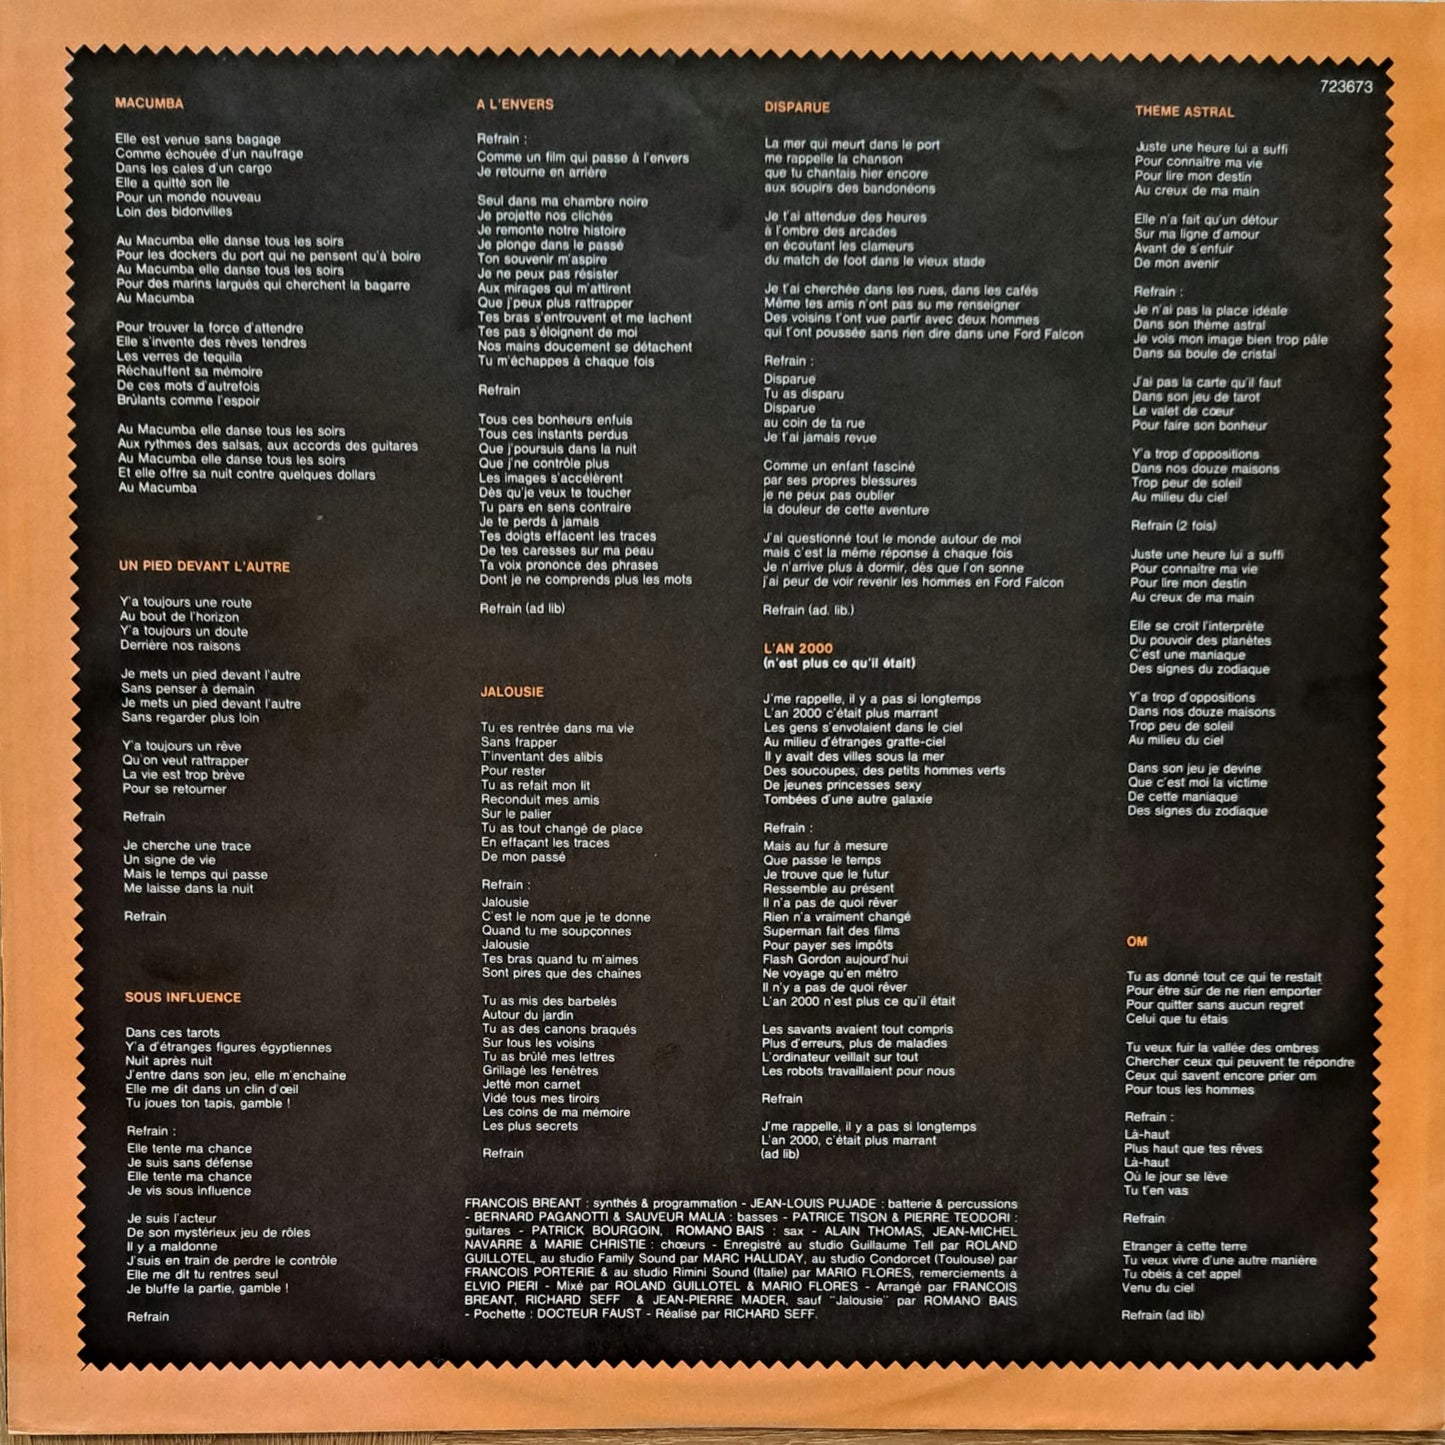 723673
MACUMBA
Elle est venue sans bagage
Comme échouée d'un naufrage
Dans les cales d'un cargo
Elle a quitté son île
Pour un monde nouveau
Loin des bidonvilles
Au Macumba elle danse tous les soirs
Pour les dockers du port qui ne pensent qu'à boire
Au Macumba elle danse tous les soirs
Pour des marins largués qui cherchent la bagarre
Au Macumba
Pour trouver la force d'attendre
Elle s'invente des rêves tendres
Les verres de tequila
Réchauffent sa mémoire
De ces mots d'autrefois
Brûlants comme l'espoir
Au Macumba elle danse tous les soirs
Aux rythmes des salsas, aux accords des guitares
Au Macumba elle danse tous les soirs
Et elle offre sa nuit contre quelques dollars
Au Macumba
UN PIED DEVANT L'AUTRE
Y'a toujours une route
Au bout de l'horizon
Y'a toujours un doute
Derrière nos raisons
Je mets un pied devant l'autre
Sans penser à demain
Je mets un pied devant l'autre
Sans regarder plus loin
Y'a toujours un rêve
Qu'on veut rattraper
La vie est trop brève
Pour se retourner
Refrain
Je cherche une trace
Un signe de vie
Mais le temps qui passe
Me laisse dans la nuit
Refrain
SOUS INFLUENCE
Dans ces tarots
Y'a d'étranges figures égyptiennes
Nuit après nuit
J'entre dans son jeu, elle m'enchaîne
Elle me dit dans un clin d'œil
Tu joues ton tapis, gamble !
Refrain :
Elle tente ma chance
Je suis sans défense
Elle tente ma chance
Je vis sous influence
Je suis l'acteur
De son mystérieux jeu de rôles
Il y a maldonne
J'suis en train de perdre le contrôle
Elle me dit tu rentres seul
Je bluffe la partie, gamble !
Refrain
A L'ENVERS
Refrain :
Comme un film qui passe à l'envers
Je retourne en arrière
Seul dans ma chambre noire
Je projette nos clichés
Je remonte notre histoire
Je plonge dans le passé
Ton souvenir m'aspire
Je ne peux pas résister
Aux mirages qui m'attirent
Que j'peux plus rattrapper
Tes bras s'entrouvent et me lachent
Tes pas s'éloignent de moi
Nos mains doucement se détachent
Tu m'échappes à chaque fois
Refrain
Tous ces bonheurs enfuis
Tous ces instants perdus
Que j'poursuis dans la nuit
Que j'ne contrôle plus
Les images s'accélèrent
Dès qu'je veux te toucher
Tu pars en sens contraire
Je te perds à jamais
Tes doigts effacent les traces
De tes caresses sur ma peau
Ta voix prononce des phrases
Dont je ne comprends plus les mots
Refrain (ad lib)
JALOUSIE
Tu es rentrée dans ma vie
Sans frapper
T'inventant des alibis
Pour rester
Tu as refait mon lit
Reconduit mes amis
Sur le palier
Tu as tout changé de place
En effaçant les traces
De mon passé
Refrain :
Jalousie
C'est le nom que je te donne
Quand tu me soupçonnes
Jalousie
Tes bras quand tu m'aimes
Sont pires que des chaînes
Tu as mis des barbelés
Autour du jardin
Tu as des canons braqués
Sur tous les voisins
Tu as brûlé mes lettres
Grillagé les fenêtres
Jetté mon carnet
Vidé tous mes tiroirs
Les coins de ma mémoire
Les plus secrets
Refrain
DISPARUE
La mer qui meurt dans le port
me rappelle la chanson
que tu chantais hier encore
aux soupirs des bandonéons
Je t'ai attendue des heures
à l'ombre des arcades
en écoutant les clameurs
du match de foot dans le vieux stade
Je t'ai cherchée dans les rues, dans les cafés
Même tes amis n'ont pas su me renseigner
Des voisins t'ont vue partir avec deux hommes
qui t'ont poussée sans rien dire dans une Ford Falcon
Refrain :
Disparue
Tu as disparu
Disparue
au coin de ta rue
Je t'ai jamais revue
Comme un enfant fasciné
par ses propres blessures
je ne peux pas oublier
la douleur de cette aventure
J'ai questionné tout le monde autour de moi
mais c'est la même réponse à chaque fois
Je n'arrive plus à dormir, dès que l'on sonne
j'ai peur de voir revenir les hommes en Ford Falcon
Refrain (ad. lib.)
L'AN 2000
(n'est plus ce qu'il était)
J'me rappelle, il y a pas si longtemps
L'an 2000 c'était plus marrant
Les gens s'envolaient dans le ciel
Au milieu d'étranges gratte-ciel
Il y avait des villes sous la mer
Des soucoupes, des petits hommes verts
De jeunes princesses sexy
Tombées d'une autre galaxie
Refrain :
Mais au fur à mesure
Que passe le temps
Je trouve que le futur
Ressemble au présent
Il n'a pas de quoi rêver
Rien n'a vraiment changé
Superman fait des films
Pour payer ses impôts
Flash Gordon aujourd'hui
Ne voyage qu'en métro
Il n'y a pas de quoi rêver
L'an 2000 n'est plus ce qu'il était
Les savants avaient tout compris
Plus d'erreurs, plus de maladies
L'ordinateur veillait sur tout
Les robots travaillaient pour nous
Refrain
J'me rappelle, il y a pas si longtemps
L'an 2000, c'était plus marrant
(ad lib)
THÈME ASTRAL
Juste une heure lui a suffi
Pour connaître ma vie
Pour lire mon destin
Au creux de ma main
Elle n'a fait qu'un détour
Sur ma ligne d'amour
Avant de s'enfuir
De mon avenir
Refrain :
Je n'ai pas la place idéale
Dans son thème astral
Je vois mon image bien trop pâle
Dans sa boule de cristal
J'ai pas la carte qu'il faut
Dans son jeu de tarot
Le valet de cœur
Pour faire son bonheur
Y'a trop d'oppositions
Dans nos douze maisons
Trop peur de soleil
Au milieu du ciel
Refrain (2 fois)
Juste une heure lui a suffi
Pour connaître ma vie
Pour lire mon destin
Au creux de ma main
Elle se croit l'interprète
Du pouvoir des planètes
C'est une maniaque
Des signes du zodiaque
Y'a trop d'oppositions
Dans nos douze maisons
Trop peu de soleil
Au milieu du ciel
Dans son jeu je devine
Que c'est moi la victime
De cette maniaque
Des signes du zodiaque
OM
Tu as donné tout ce qui te restait
Pour être sûr de ne rien emporter
Pour quitter sans aucun regret
Celui que tu étais
Tu veux fuir la vallée des ombres
Chercher ceux qui peuvent te répondre
Ceux qui savent encore prier om
Pour tous les hommes
Refrain :
Là-haut
Plus haut que tes rêves
Là-haut
Où le jour se lève
Tu t'en vas
Refrain
Etranger à cette terre
Tu veux vivre d'une autre manière
Tu obéis à cet appel
Venu du ciel
Refrain (ad lib)
FRANCOIS BREANT : synthés & programmation - JEAN-LOUIS PUJADE : batterie & percussions
- BERNARD PAGANOTTI & SAUVEUR MALIA : basses - PATRICE TISON & PIERRE TEODORI :
guitares - PATRICK BOURGOIN, ROMANO BAIS : sax - ALAIN THOMAS, JEAN-MICHEL
NAVARRE & MARIE CHRISTIE : chœurs - Enregistré au studio Guillaume Tell par ROLAND
GUILLOTEL, au studio Family Sound par MARC HALLIDAY, au studio Condorcet (Toulouse) par
FRANCOIS PORTERIE & au studio Rimini Sound (Italie) par MARIO FLORES, remerciements à
ELVIO PIERI - Mixé par ROLAND GUILLOTEL & MARIO FLORES - Arrangé par FRANCOIS
BREANT, RICHARD SEFF & JEAN-PIERRE MADER, sauf "Jalousie" par ROMANO BAIS
- Pochette : DOCTEUR FAUST - Réalisé par RICHARD SEFF.